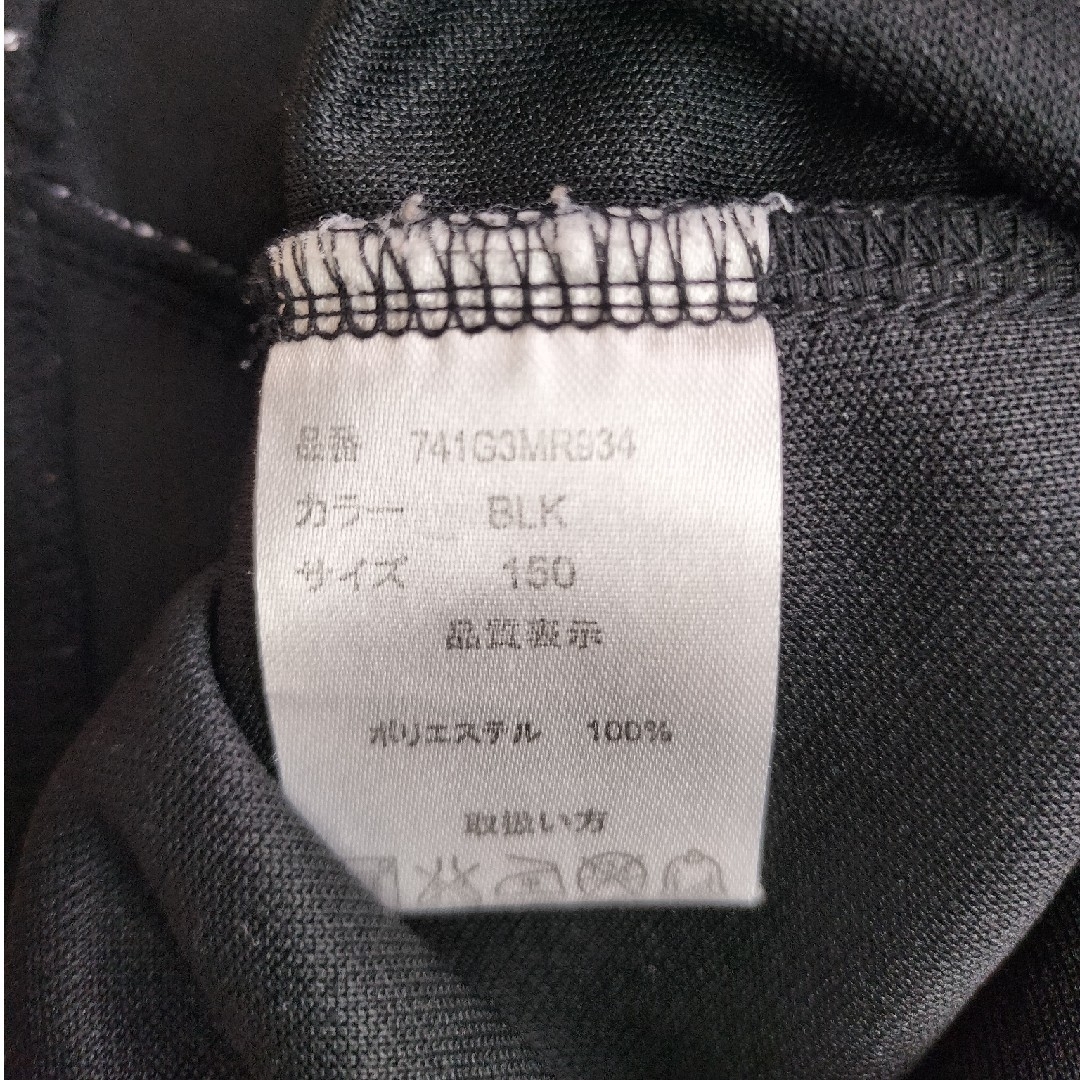 品番 741G3MR934
カラー BLK
サイズ 150
品質表示
ポリエステル 100%
取扱い方